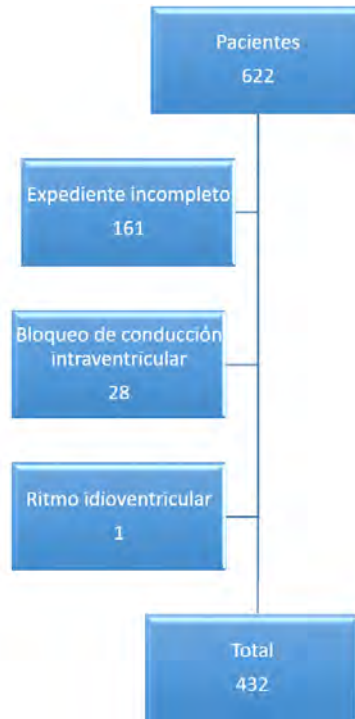 Pacientes
622
Expediente incompleto
161
Bloqueo de conducción
intraventricular
28
Ritmo idioventricular
1
Total
432